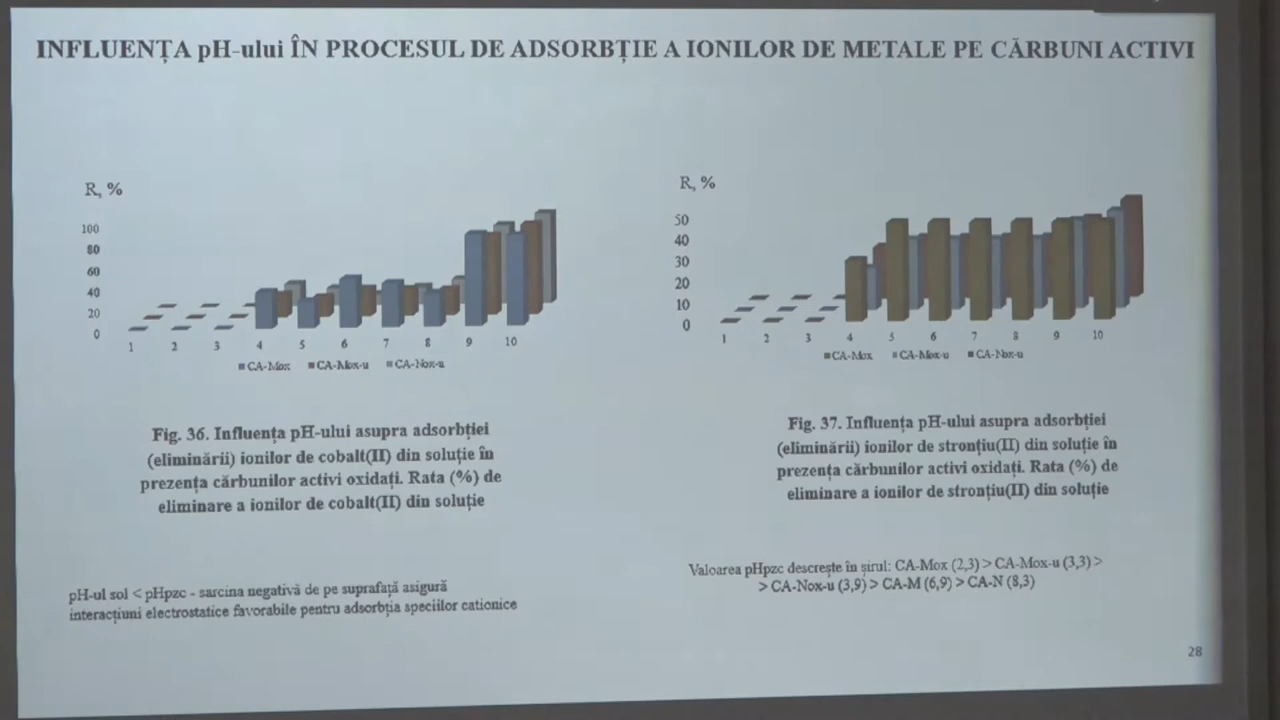 INFLUENȚA pH-ului ÎN PROCESUL DE ADSORBȚIE A IONILOR DE METALE PE CĂRBUNI ACTIVI
R, %
100
80
60
40
20
0
1 2 3 4 5 6 7 8 9 10
CA-Mox CA-Mox-u CA-Nox-u
Fig. 36. Influența pH-ului asupra adsorbției
(eliminării) ionilor de cobalt(II) din soluție în
prezența cărbunilor activi oxidați. Rata (%) de
eliminare a ionilor de cobalt(II) din soluție
pH-ul sol < pHpzc - sarcina negativă de pe suprafață asigură
interacțiuni electrostatice favorabile pentru adsorbția speciilor cationice
R, %
50
40
30
20
10
0
1 2 3 4 5 6 7 8 9 10
CA-Mox CA-Mox-u CA-Nox-u
Fig. 37. Influența pH-ului asupra adsorbției
(eliminării) ionilor de stronțiu(II) din soluție în
prezența cărbunilor activi oxidați. Rata (%) de
eliminare a ionilor de stronțiu(II) din soluție
Valoarea pHpzc descrește în șirul: CA-Mox (2,3) > CA-Mox-u (3,3) >
> CA-Nox-u (3,9) > CA-M (6,9) > CA-N (8,3)
28